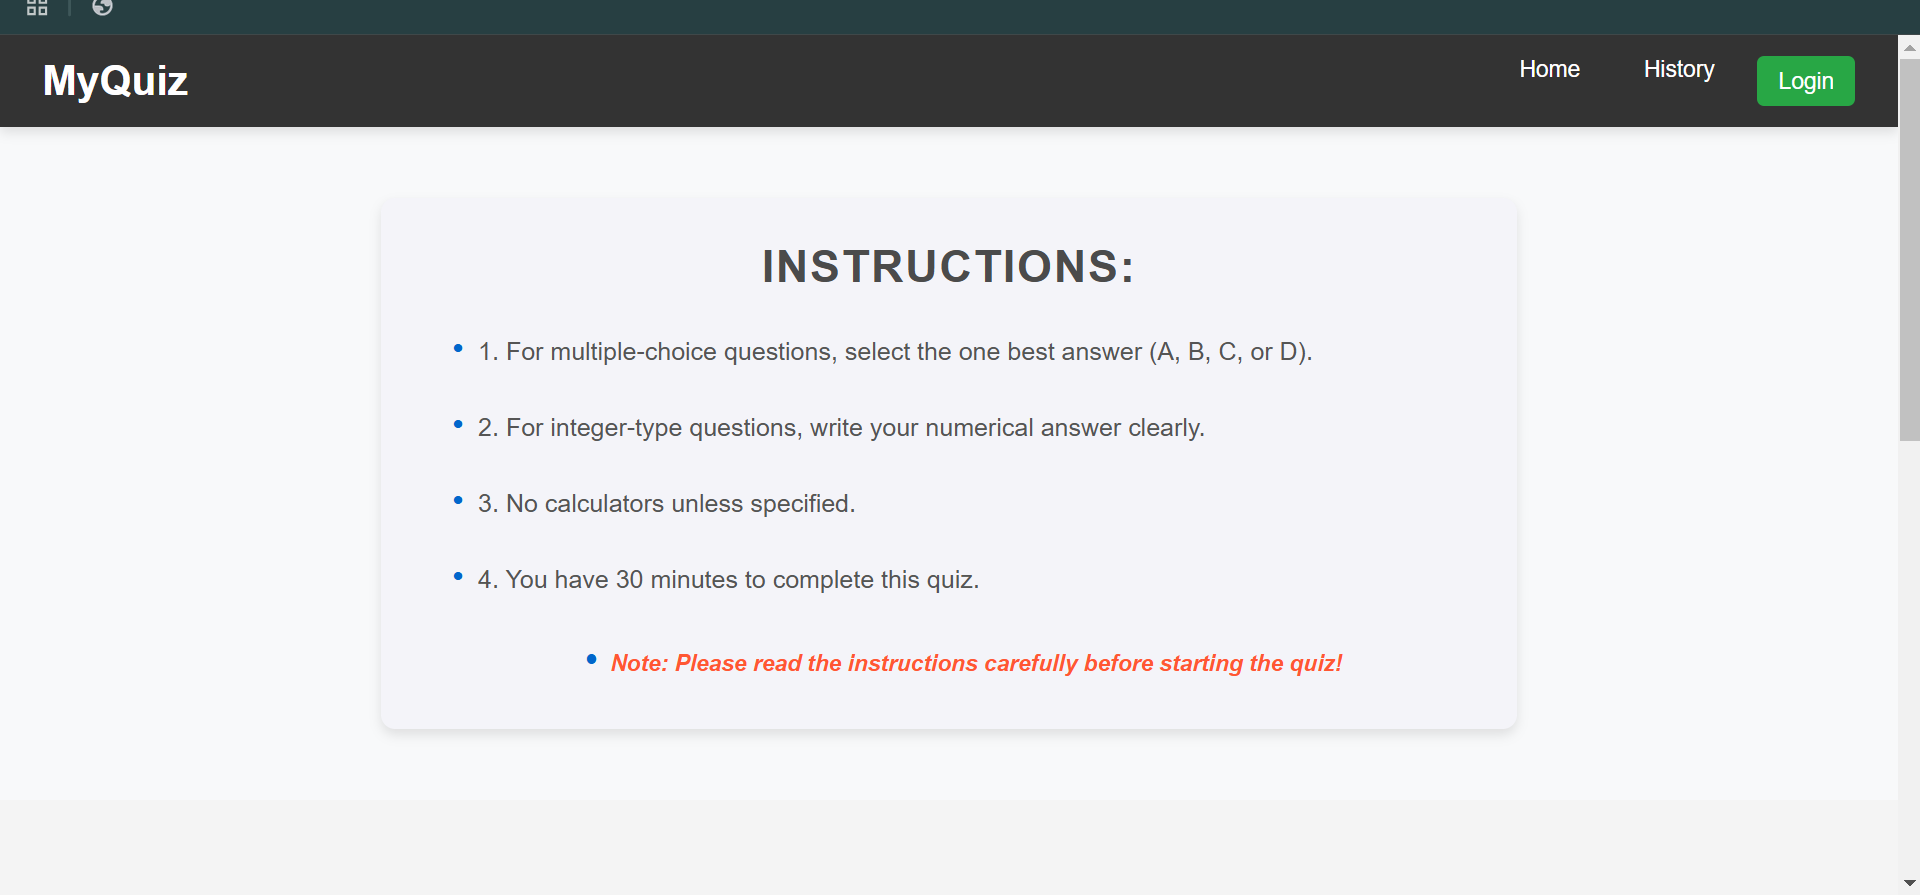 MyQuiz
Home
History
Login
INSTRUCTIONS:
1. For multiple-choice questions, select the one best answer (A, B, C, or D).
2. For integer-type questions, write your numerical answer clearly.
3. No calculators unless specified.
4. You have 30 minutes to complete this quiz.
Note: Please read the instructions carefully before starting the quiz!